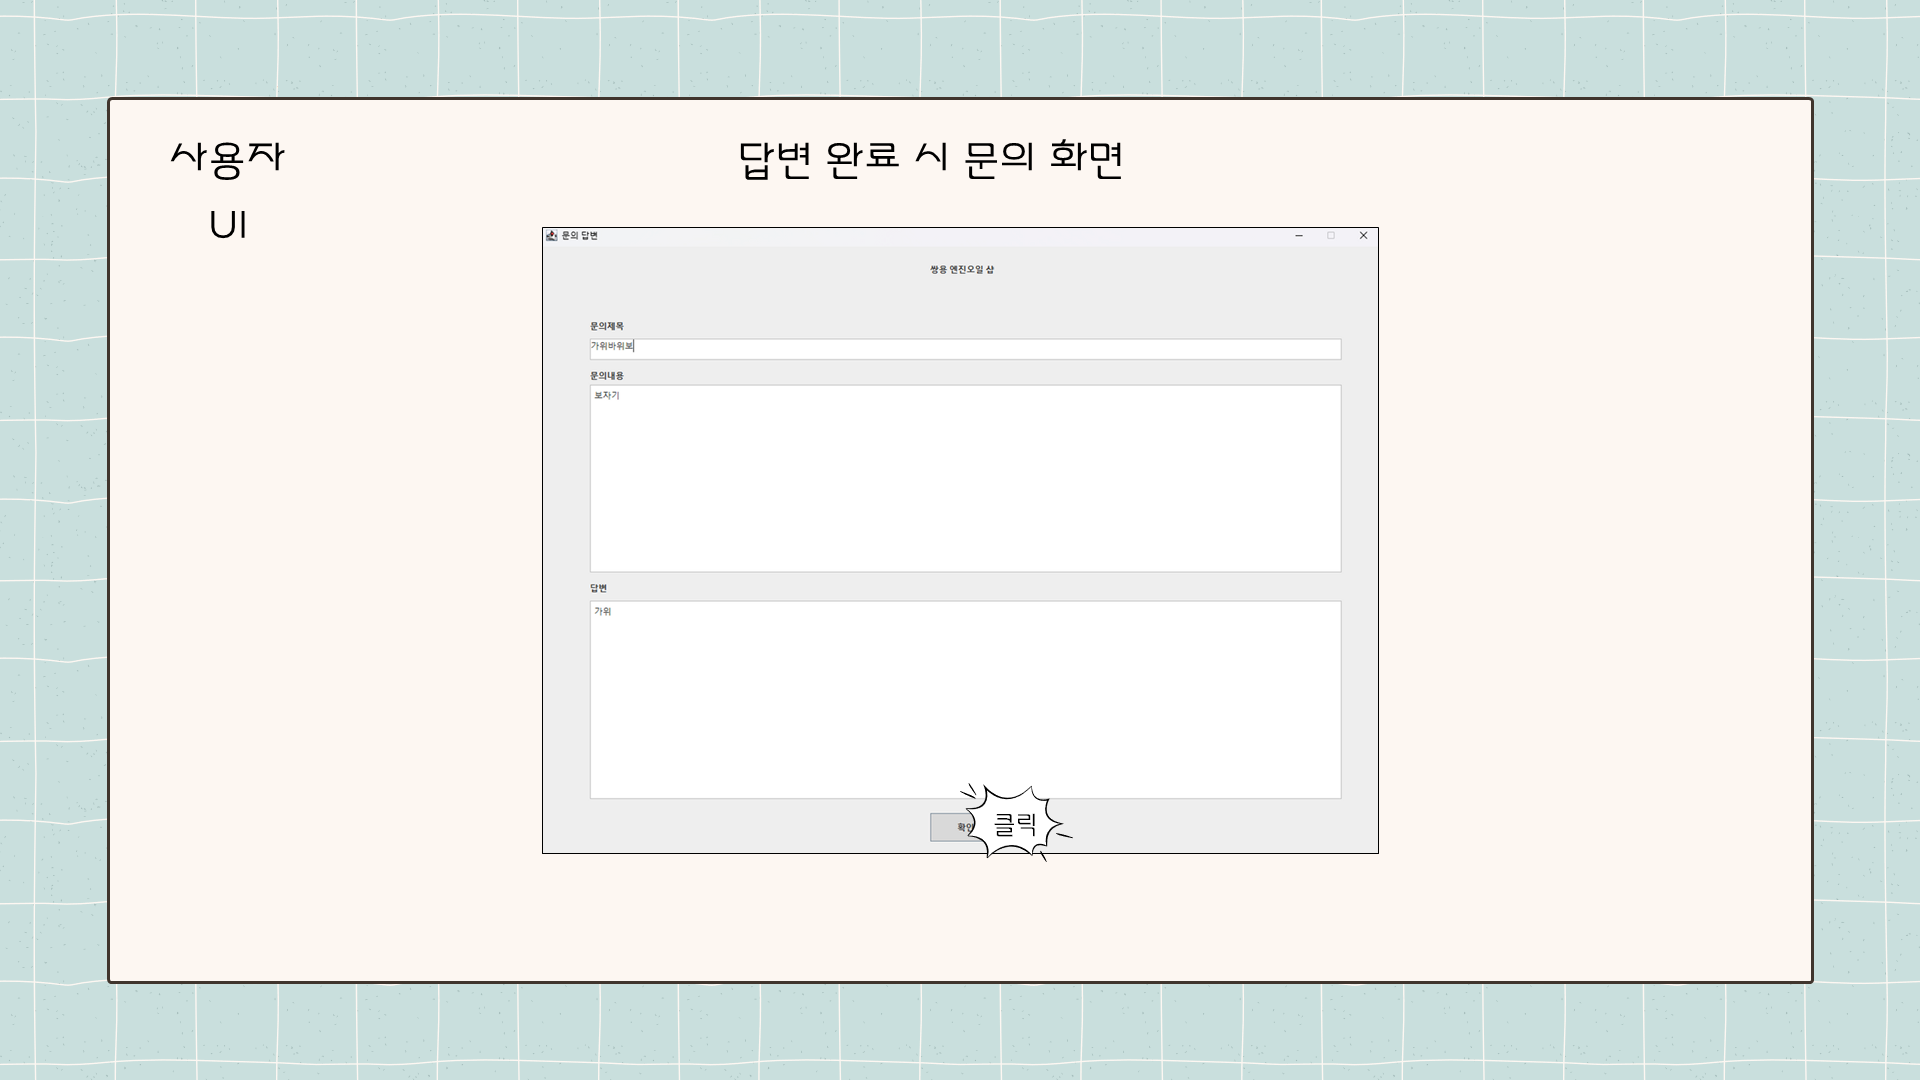 사용자
UI
답변 완료 시 문의 화면
문의 답변
쌍용 엔진오일 샵
문의제목
가위바위보
문의내용
보자기
답변
가위
클릭